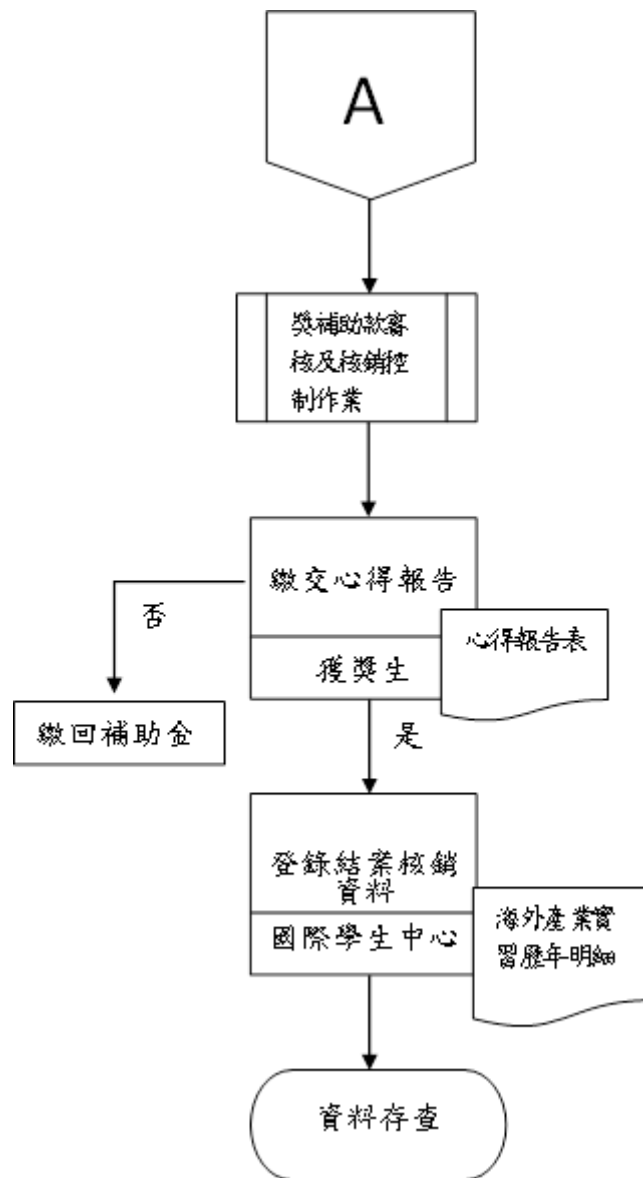 A
獎補助款審
核及核銷控
制作業
繳交心得報告
心得報告表
否
獲獎生
繳回補助金
是
登錄結案核銷
資料
海外產業實
習歷年明細
國際學生中心
資料存查